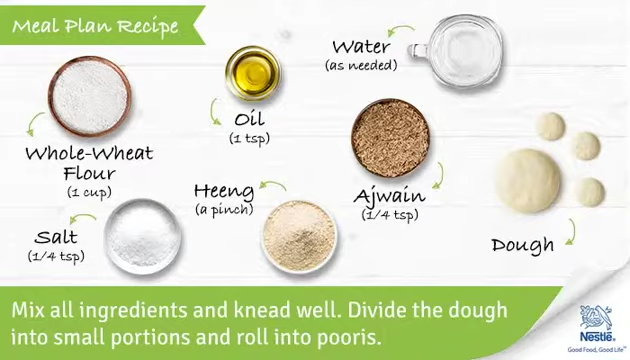 Meal Plan Recipe
Water
(as needed)
Oil
(1 tsp)
Whole-Wheat
Flour
(1 cup)
Heeng
(a pinch)
Ajwain
(1/4 tsp)
Salt
(1/4 tsp)
Dough
Mix all ingredients and knead well. Divide the dough
into small portions and roll into pooris.
Nestlé
Good Food, Good Life